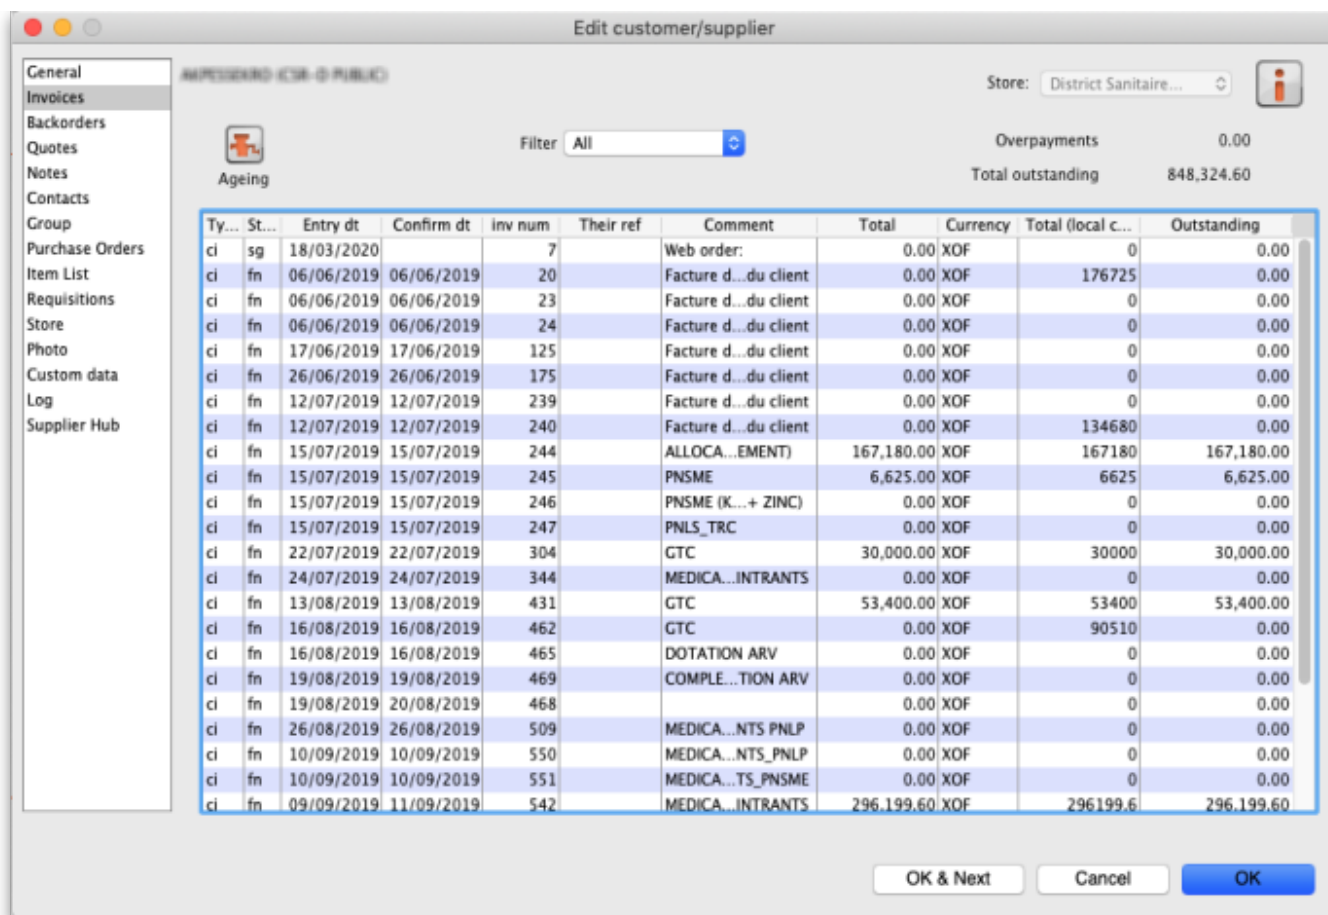 Edit customer/supplier
General
Invoices
Backorders
Quotes
Notes
Contacts
Group
Purchase Orders
Item List
Requisitions
Store
Photo
Custom data
Log
Supplier Hub
Store: District Sanitaire...
Filter All
Overpayments 0.00
Ageing
Total outstanding 848,324.60
Ty... St... Entry dt Confirm dt inv num Their ref Comment Total Currency Total (local c... Outstanding
ci sg 18/03/2020 7 Web order: 0.00 XOF 0 0.00
ci fn 06/06/2019 06/06/2019 20 Facture d...du client 0.00 XOF 176725 0.00
ci fn 06/06/2019 06/06/2019 23 Facture d...du client 0.00 XOF 0 0.00
ci fn 06/06/2019 06/06/2019 24 Facture d...du client 0.00 XOF 0 0.00
ci fn 17/06/2019 17/06/2019 125 Facture d...du client 0.00 XOF 0 0.00
ci fn 26/06/2019 26/06/2019 175 Facture d...du client 0.00 XOF 0 0.00
ci fn 12/07/2019 12/07/2019 239 Facture d...du client 0.00 XOF 0 0.00
ci fn 12/07/2019 12/07/2019 240 Facture d...du client 0.00 XOF 134680 0.00
ci fn 15/07/2019 15/07/2019 244 ALLOCA...EMENT) 167,180.00 XOF 167180 167,180.00
ci fn 15/07/2019 15/07/2019 245 PNSME 6,625.00 XOF 6625 6,625.00
ci fn 15/07/2019 15/07/2019 246 PNSME (K...+ ZINC) 0.00 XOF 0 0.00
ci fn 15/07/2019 15/07/2019 247 PNLS_TRC 0.00 XOF 0 0.00
ci fn 22/07/2019 22/07/2019 304 GTC 30,000.00 XOF 30000 30,000.00
ci fn 24/07/2019 24/07/2019 344 MEDICA...INTRANTS 0.00 XOF 0 0.00
ci fn 13/08/2019 13/08/2019 431 GTC 53,400.00 XOF 53400 53,400.00
ci fn 16/08/2019 16/08/2019 462 GTC 0.00 XOF 90510 0.00
ci fn 16/08/2019 16/08/2019 465 DOTATION ARV 0.00 XOF 0 0.00
ci fn 19/08/2019 19/08/2019 469 COMPLE...TION ARV 0.00 XOF 0 0.00
ci fn 19/08/2019 20/08/2019 468 0.00 XOF 0 0.00
ci fn 26/08/2019 26/08/2019 509 MEDICA...NTS PNLP 0.00 XOF 0 0.00
ci fn 10/09/2019 10/09/2019 550 MEDICA...NTS_PNLP 0.00 XOF 0 0.00
ci fn 10/09/2019 10/09/2019 551 MEDICA...TS_PNSME 0.00 XOF 0 0.00
ci fn 09/09/2019 11/09/2019 542 MEDICA...INTRANTS 296,199.60 XOF 296199.6 296,199.60
OK & Next Cancel OK